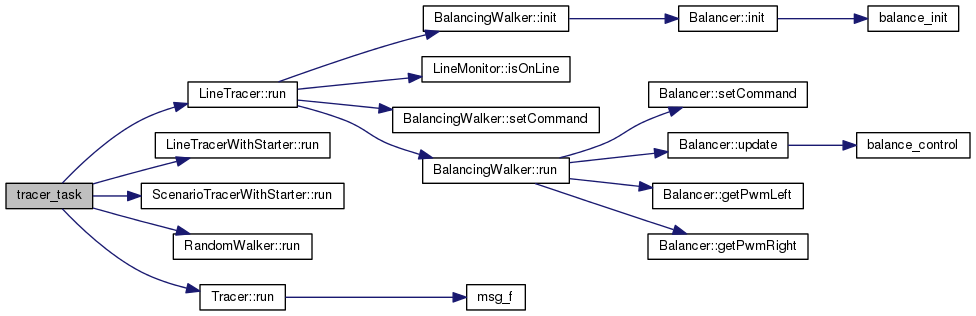 tracer_task
LineTracer::run
BalancingWalker::init
Balancer::init
balance_init
LineMonitor::isOnLine
BalancingWalker::setCommand
BalancingWalker::run
Balancer::setCommand
Balancer::update
balance_control
Balancer::getPwmLeft
Balancer::getPwmRight
LineTracerWithStarter::run
ScenarioTracerWithStarter::run
RandomWalker::run
Tracer::run
msg_f